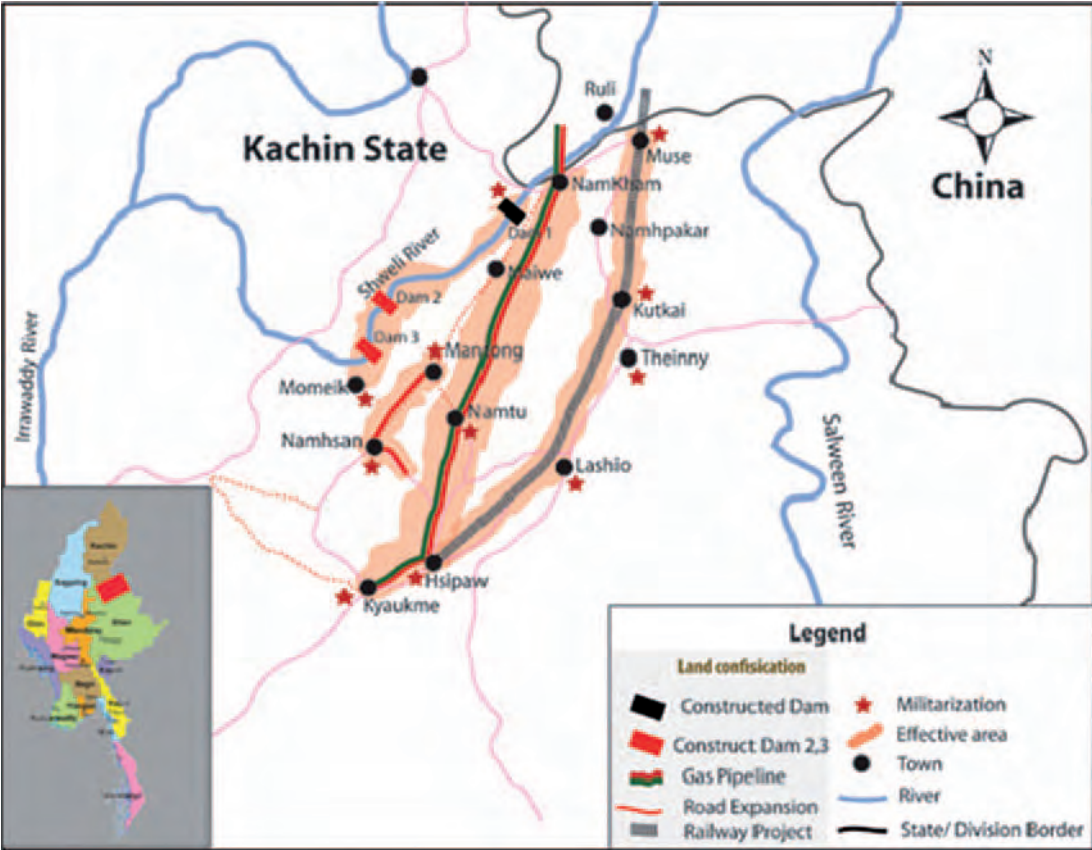 N
Ruli
Kachin State
Muse
China
NamKham
Namhpakar
Dam 1
Shweli River
Naiwe
Dam 2
Kutkai
Dam 3
Mantong
Theinny
Irrawaddy River
Momeik
Namtu
Salween River
Namhsan
Lashio
Hsipaw
Kyaukme
Legend
Land confisication
Constructed Dam
Construct Dam 2,3
Gas Pipeline
Road Expansion
Railway Project
Militarization
Effective area
Town
River
State/ Division Border